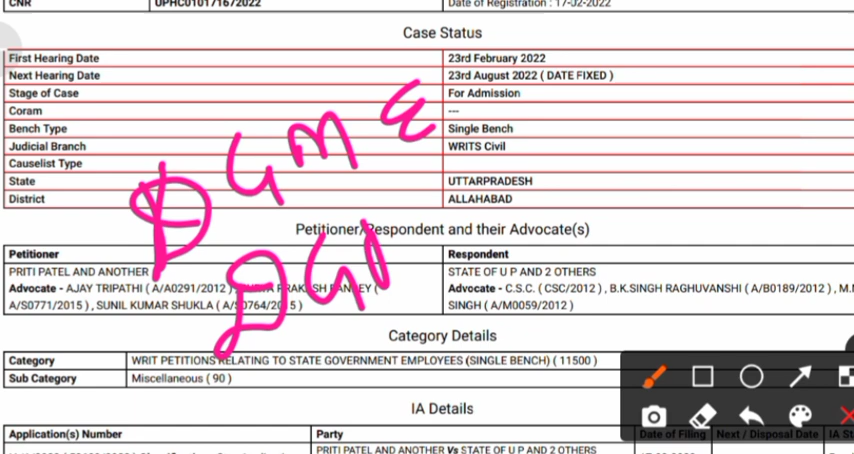 CNR UPHC010171672022 Date of Registration : 17-02-2022
Case Status
First Hearing Date 23rd February 2022
Next Hearing Date 23rd August 2022 ( DATE FIXED )
Stage of Case For Admission
Coram ---
Bench Type Single Bench
Judicial Branch WRITS Civil
Causelist Type
State UTTARPRADESH
District ALLAHABAD
DGME
Petitioner/Respondent and their Advocate(s)
Petitioner Respondent
PRITI PATEL AND ANOTHER STATE OF U P AND 2 OTHERS
Advocate - AJAY TRIPATHI ( A/A0291/2012 ) Advocate - C.S.C. ( CSC/2012 ) , B.K.SINGH RAGHUVANSHI ( A/B0189/2012 ) ,
A/S0771/2015 ) , SUNIL KUMAR SHUKLA ( SINGH ( A/M0059/2012 )
Category Details
Category WRIT PETITIONS RELATING TO STATE GOVERNMENT EMPLOYEES (SINGLE BENCH) ( 11500 )
Sub Category Miscellaneous ( 90 )
IA Details
Application(s) Number Party Date of Filing Next / Disposal Date
PRITI PATEL AND ANOTHER Vs STATE OF U P AND 2 OTHERS